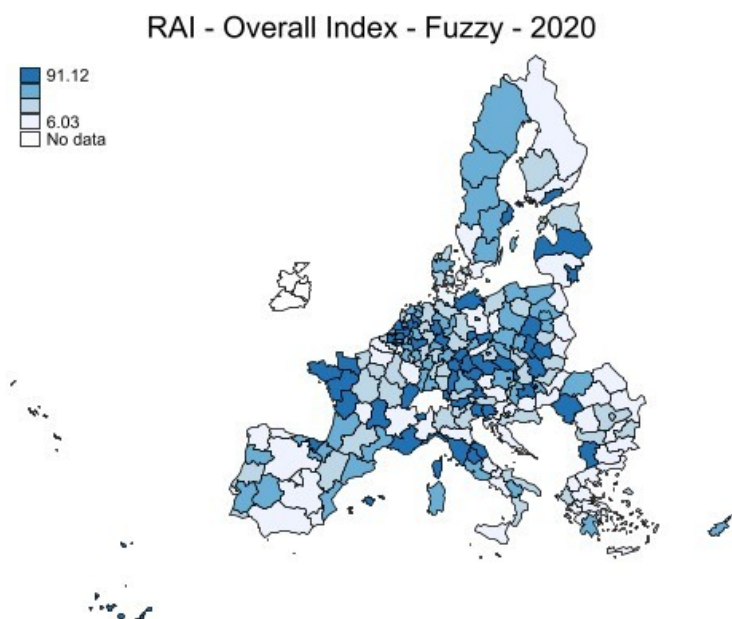 RAI - Overall Index - Fuzzy - 2020
91.12
6.03
No data